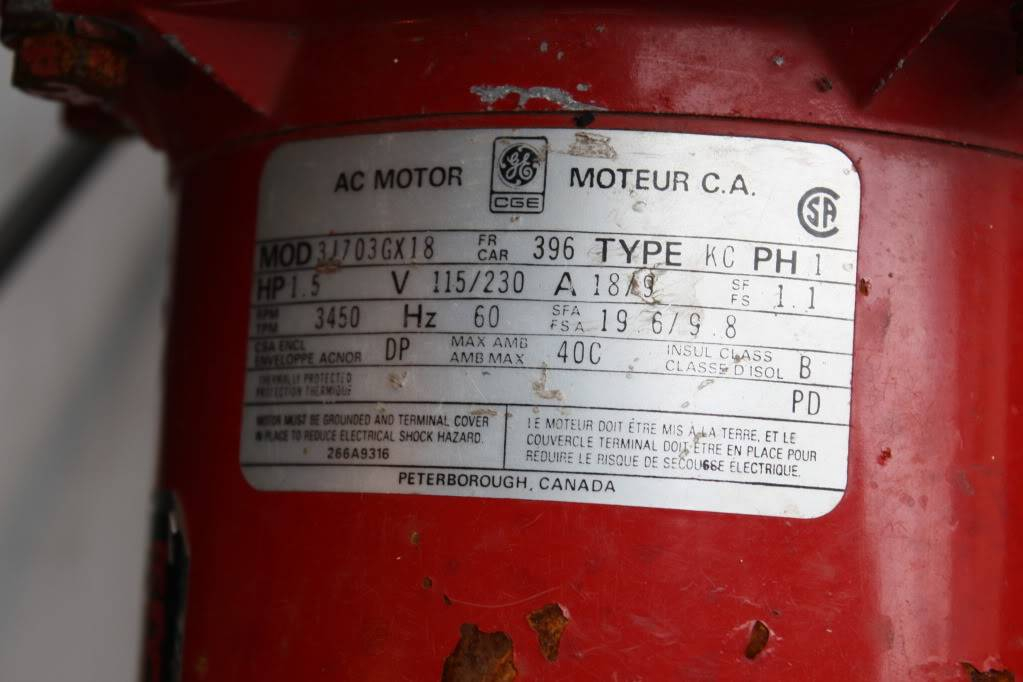 AC MOTOR GE CGE MOTEUR C.A. CSA
MOD 3J703GX18 FR CAR 396 TYPE KC PH 1
HP 1.5 V 115/230 A 18/9 SF FS 1.1
RPM TPM 3450 Hz 60 SFA FSA 19.6/9.8
CSA ENCL ENVELOPPE ACNOR DP MAX AMB AMB MAX 40C INSUL CLASS CLASSE D'ISOL B
THERMALLY PROTECTED
PROTECTION THERMIQUE PD
MOTOR MUST BE GROUNDED AND TERMINAL COVER
IN PLACE TO REDUCE ELECTRICAL SHOCK HAZARD.
266A9316
LE MOTEUR DOIT ÊTRE MIS À LA TERRE, ET LE
COUVERCLE TERMINAL DOIT ÊTRE EN PLACE POUR
REDUIRE LE RISQUE DE SECOUSSE ÉLECTRIQUE.
PETERBOROUGH, CANADA